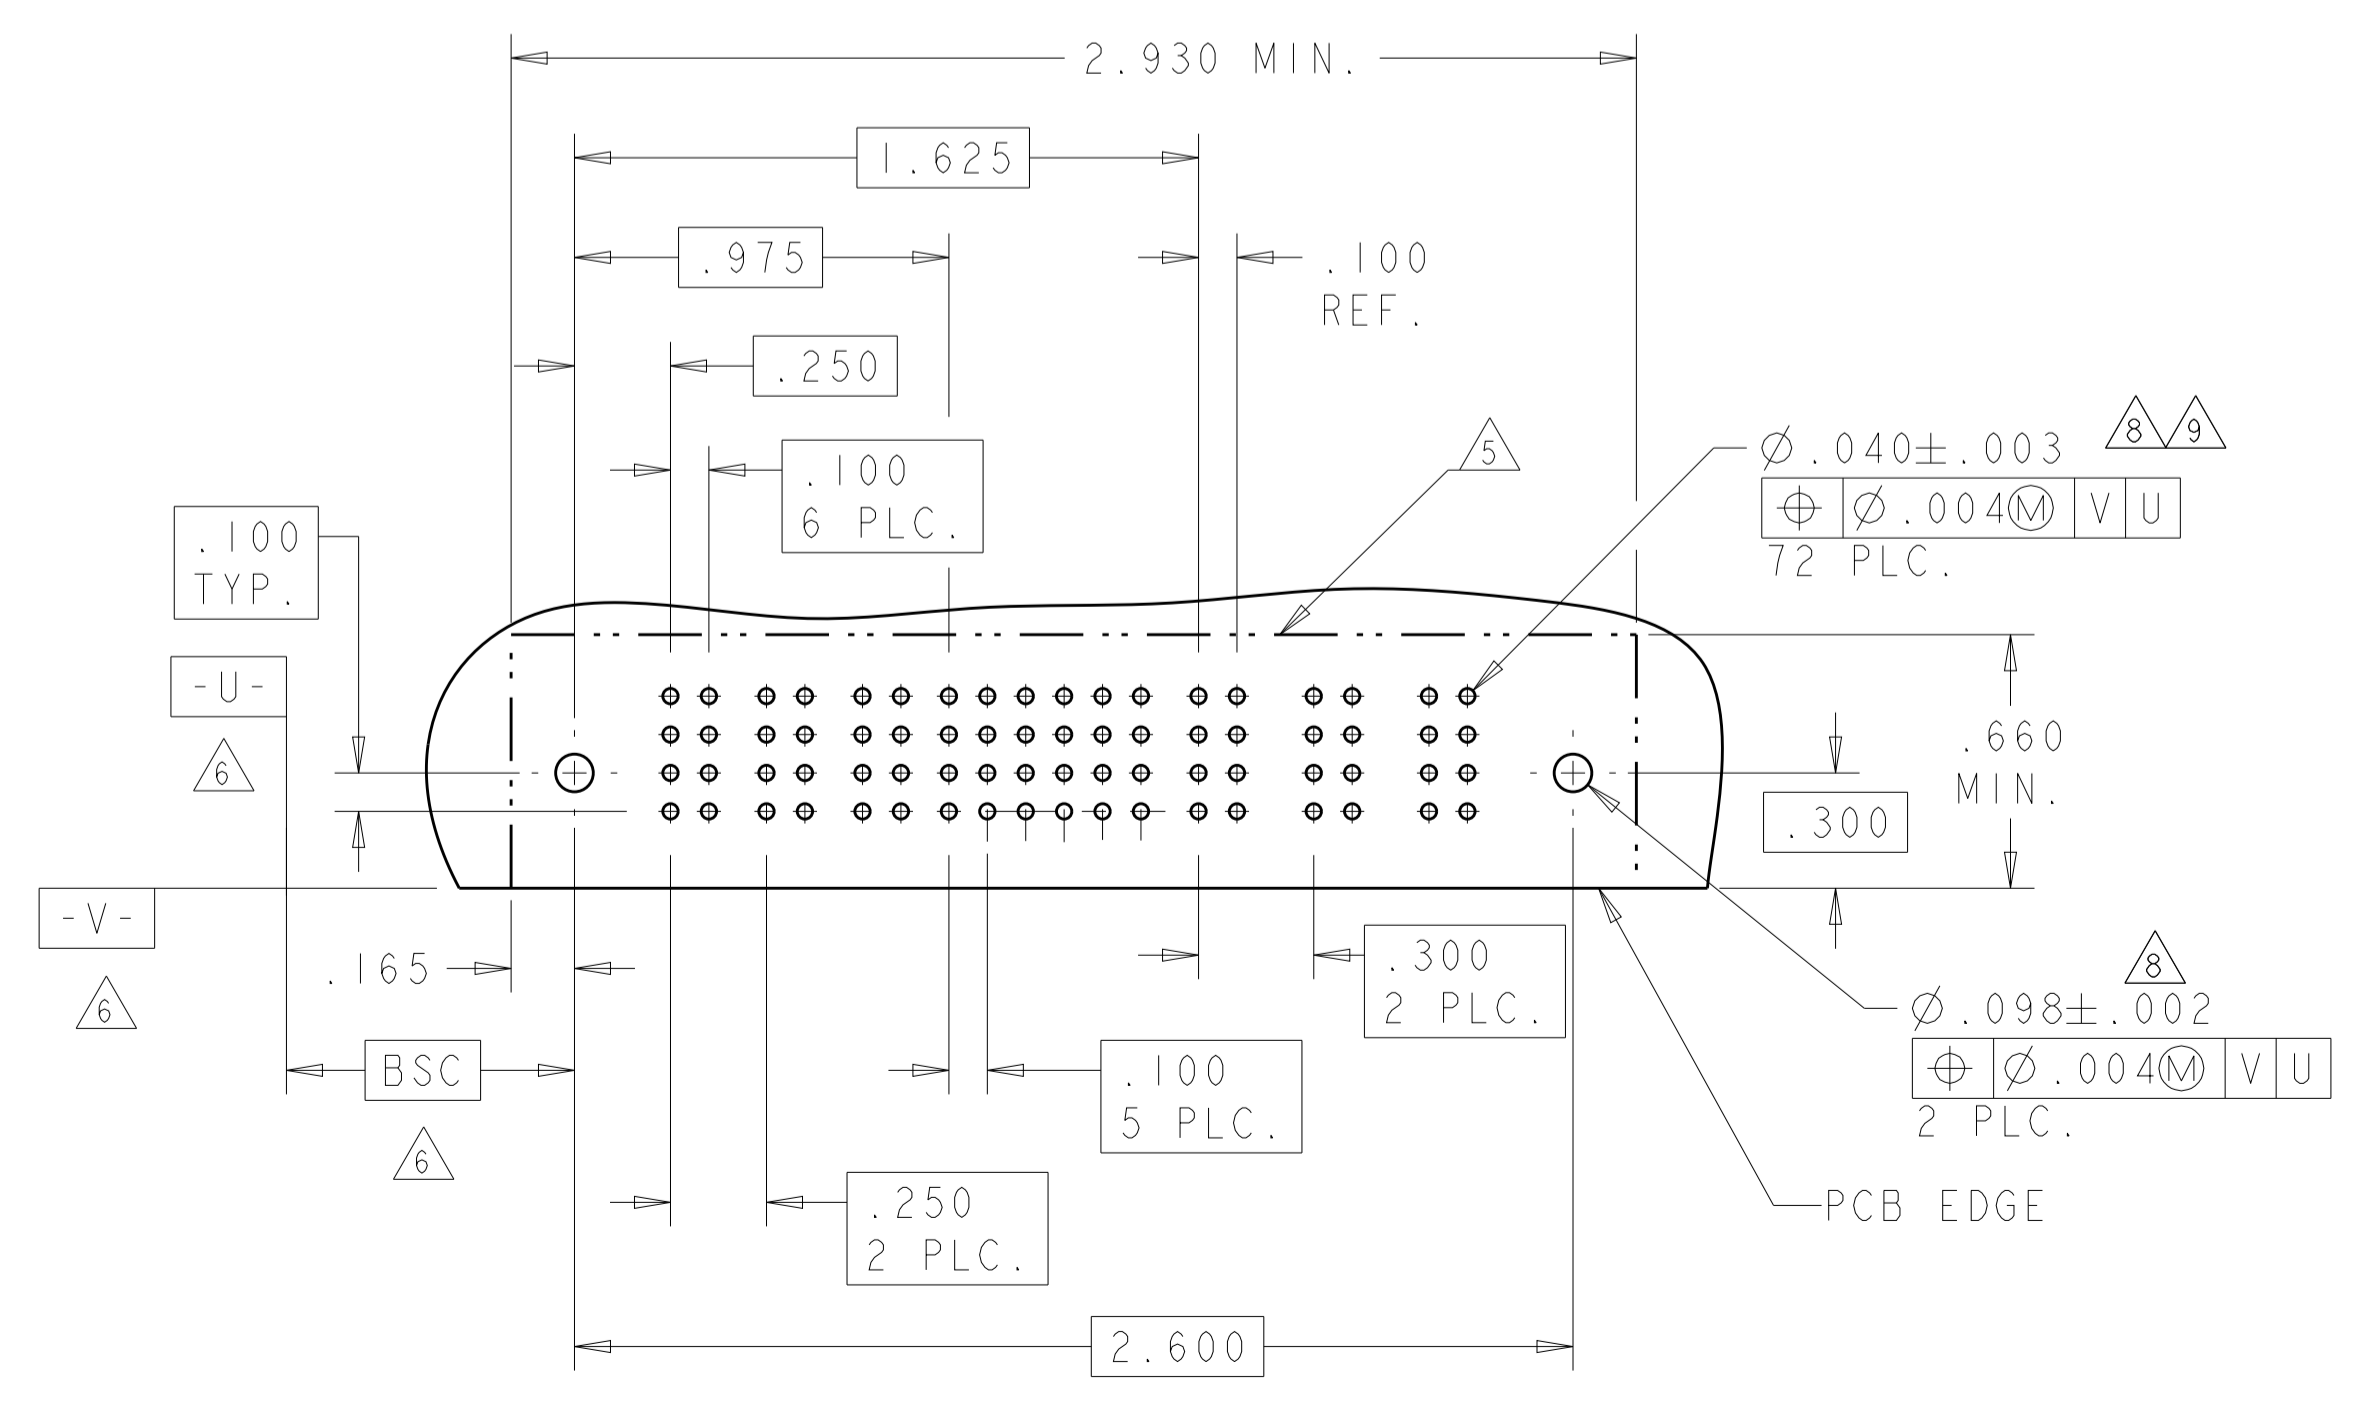 2.930 MIN.
1.625
.975
.100
REF.
.250
5
8 9
⌀.040±.003
⌖ ⌀.004Ⓜ V U
72 PLC.
.100
6 PLC.
.100
TYP.
-U-
6
.660
MIN.
.300
-V-
6
.165
.300
2 PLC.
8
⌀.098±.002
⌖ ⌀.004Ⓜ V U
2 PLC.
BSC
6
.100
5 PLC.
.250
2 PLC.
PCB EDGE
2.600